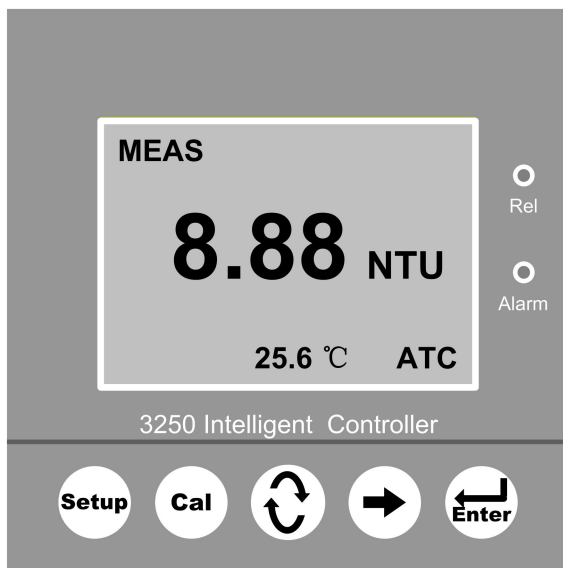 MEAS
Rel
8.88 NTU
Alarm
25.6 ℃ ATC
3250 Intelligent Controller
Setup
Cal
Enter